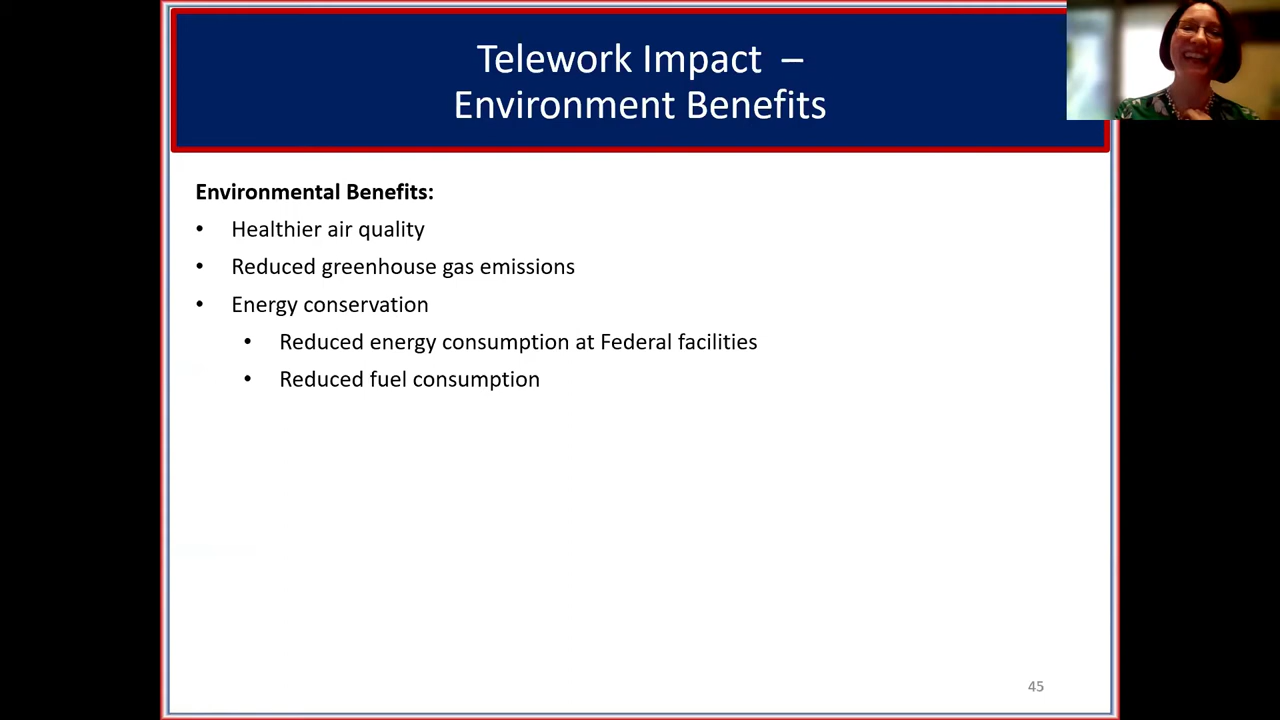 Telework Impact –
Environment Benefits
Environmental Benefits:
• Healthier air quality
• Reduced greenhouse gas emissions
• Energy conservation
• Reduced energy consumption at Federal facilities
• Reduced fuel consumption
45